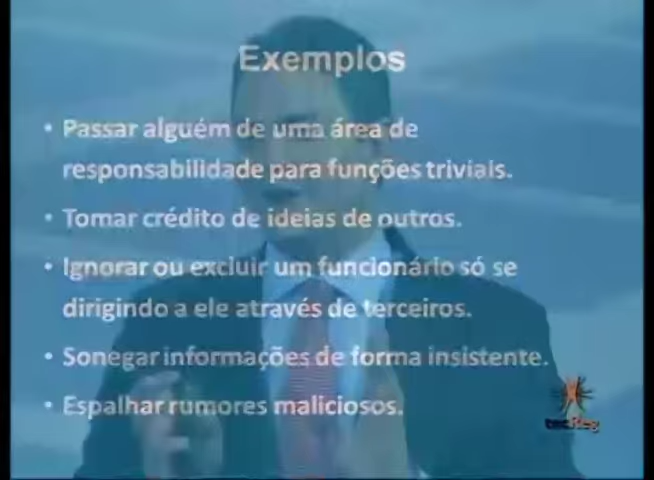 Exemplos
• Passar alguém de uma área de
responsabilidade para funções triviais.
• Tomar crédito de ideias de outros.
• Ignorar ou excluir um funcionário só se
dirigindo a ele através de terceiros.
• Sonegar informações de forma insistente.
• Espalhar rumores maliciosos.
tecReg